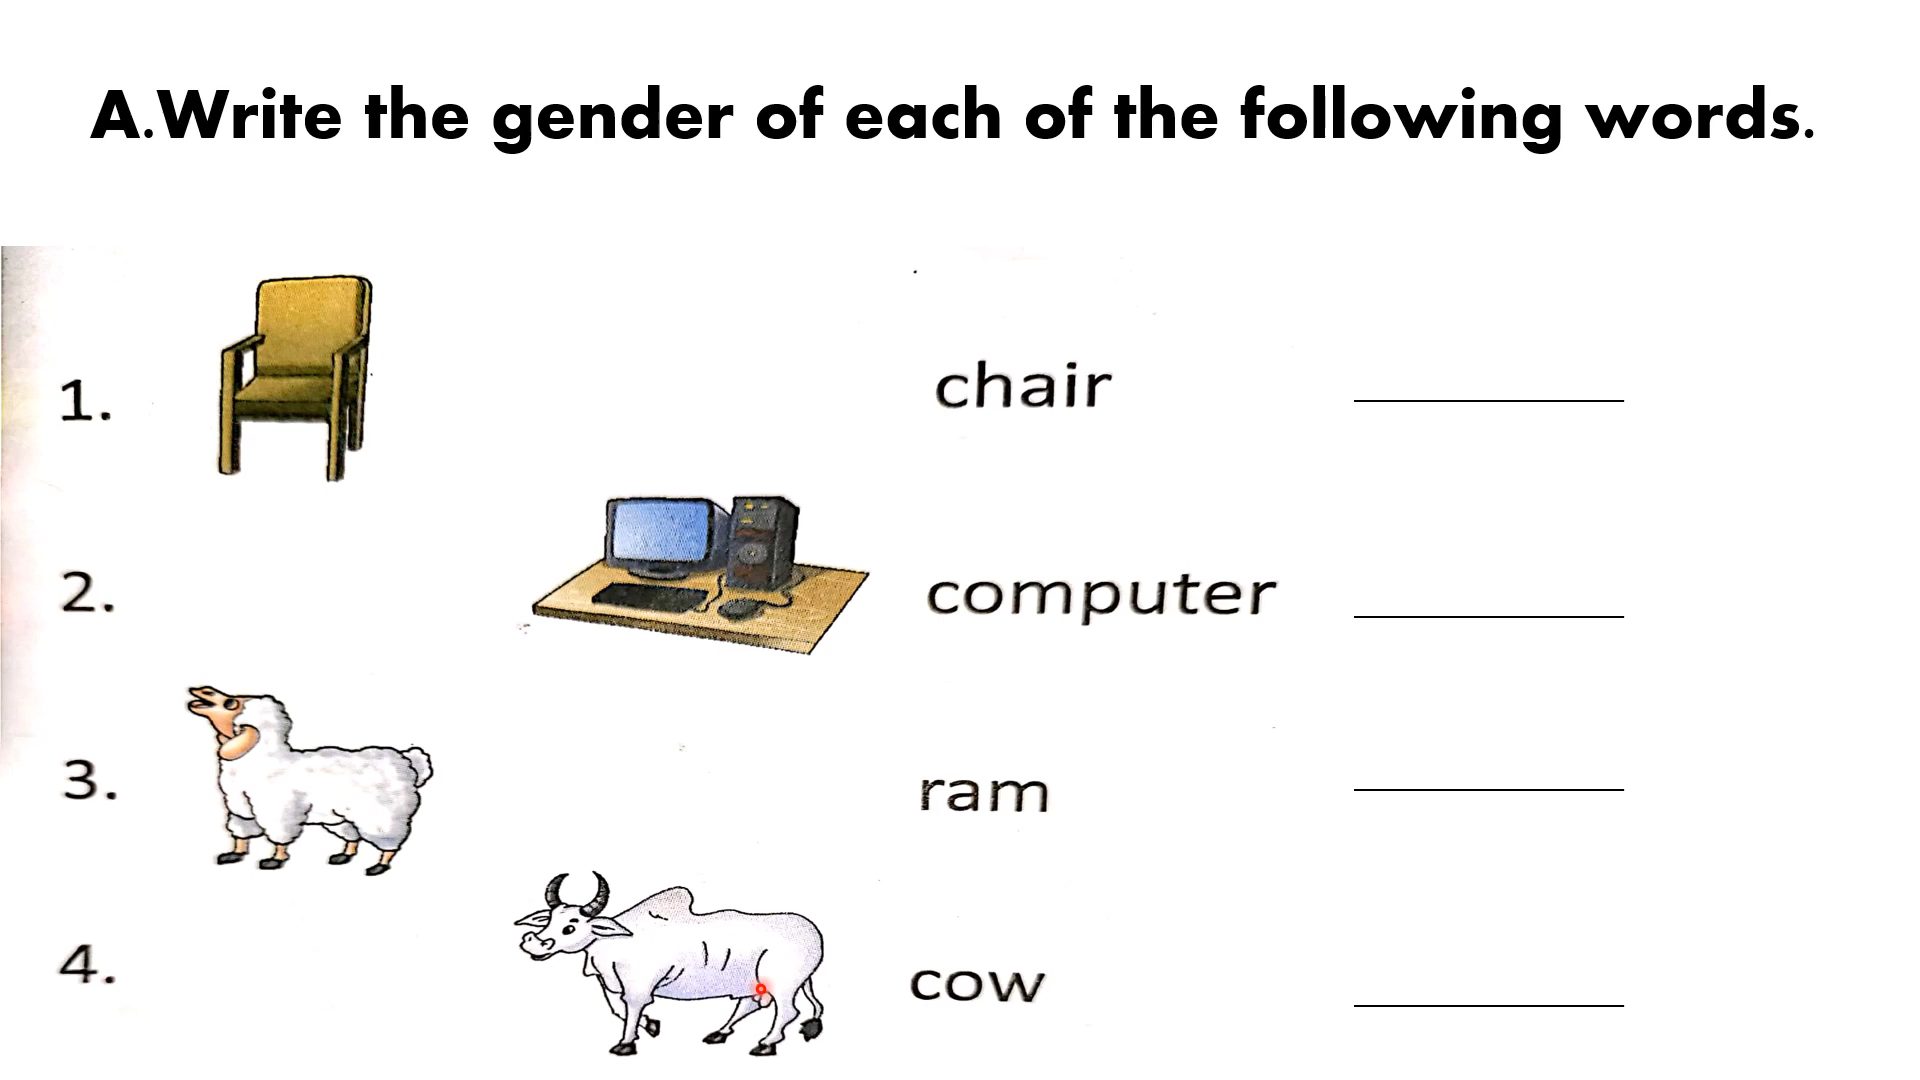 A.Write the gender of each of the following words.
1. chair
2. computer
3. ram
4. cow